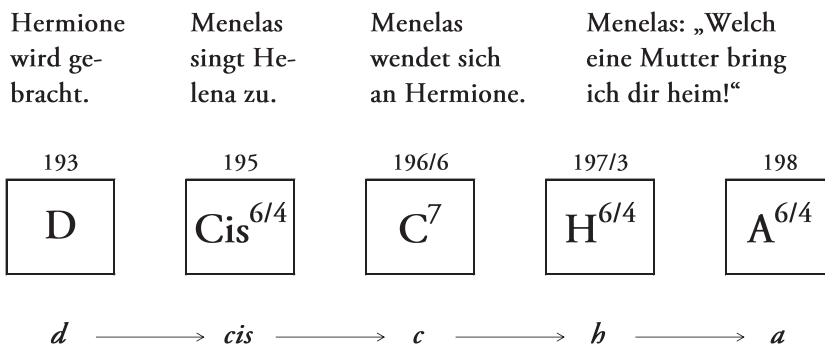 Hermione
wird ge-
bracht.
Menelas
singt He-
lena zu.
Menelas
wendet sich
an Hermione.
Menelas: „Welch
eine Mutter bring
ich dir heim!“
193 195 196/6 197/3 198
D Cis6/4 C7 H6/4 A6/4
d cis c h a